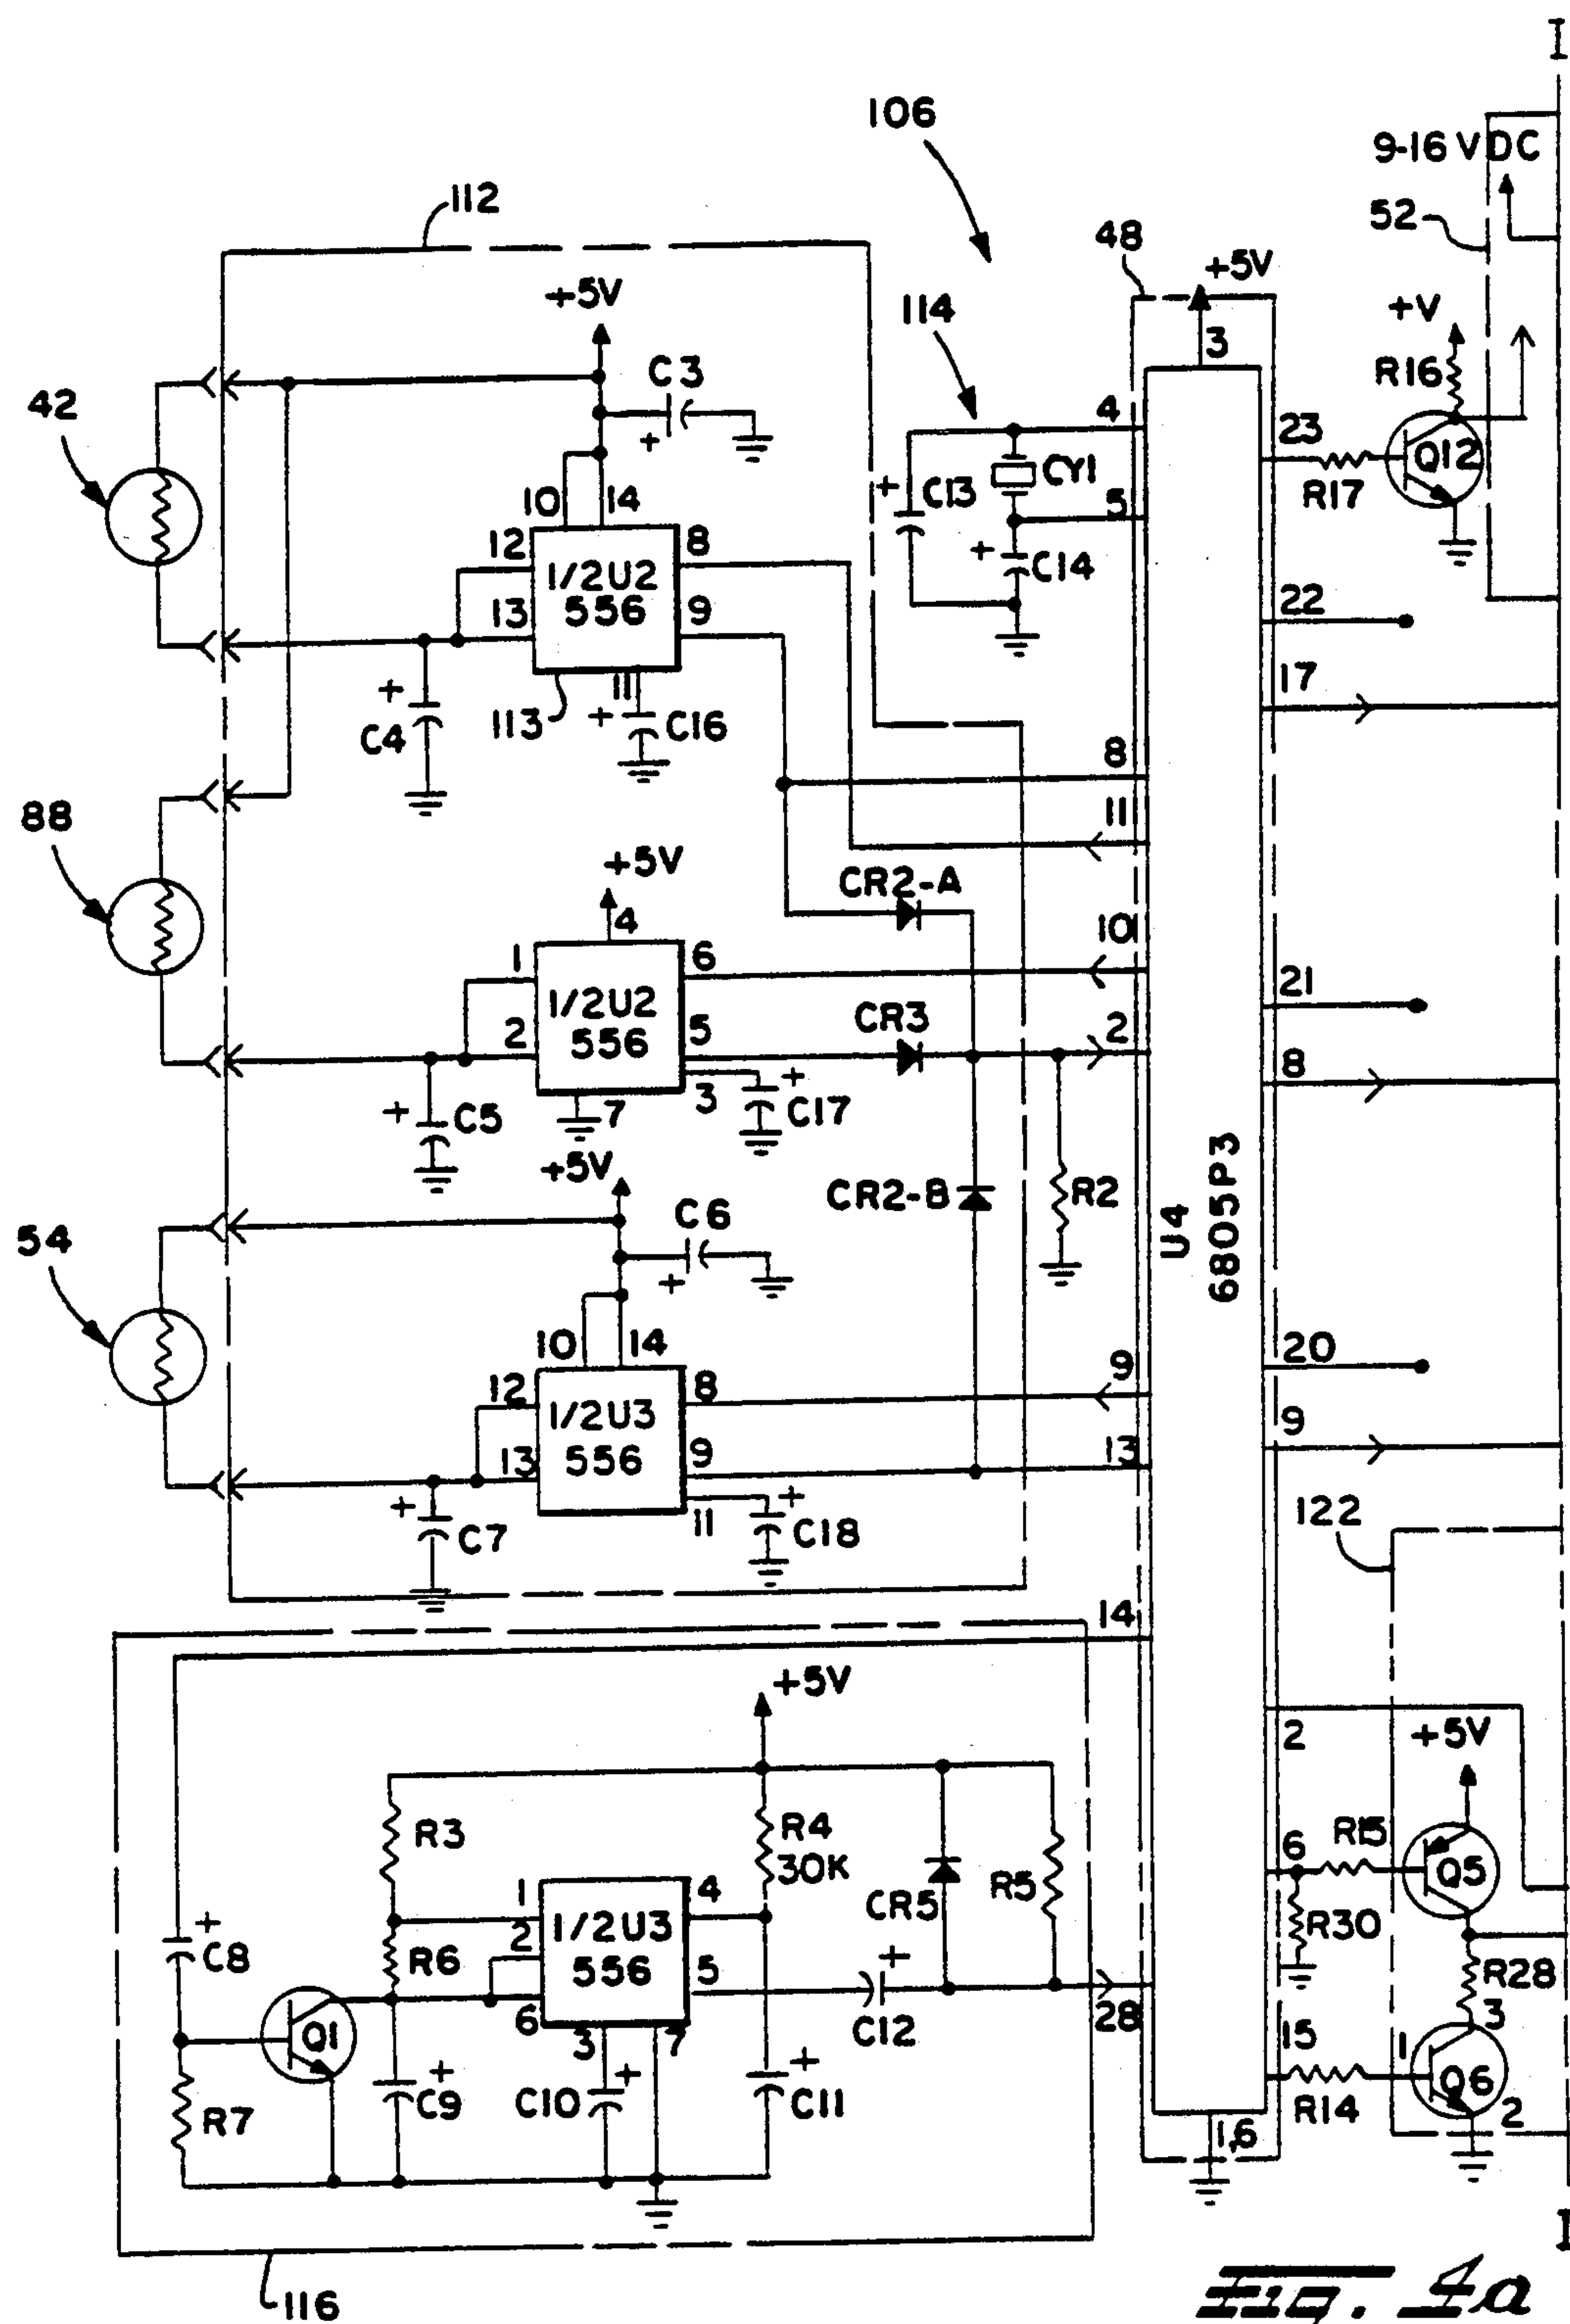 I
106
9-16 VDC
112
52
48
+5V
+5V
+V
114
3
C3
R16
42
4
+
23
Q12
CY1
10
14
+
C13
R17
5
12
8
+
C14
1/2U2
556
13
9
22
+
11
17
113
+
C16
C4
8
11
88
+5V
CR2-A
4
10
1
6
21
1/2U2
556
CR3
2
5
2
8
+
3
C17
+
C5
7
+5V
CR2-B
R2
U4
6805P3
C6
54
+
10
14
20
9
12
8
9
1/2U3
556
13
9
13
+
122
+
11
C18
C7
14
+5V
2
+5V
R3
R4
30K
R15
6
Q5
1
4
CR5
R5
+
2
1/2U3
556
R30
C8
R6
+
5
R28
6
C12
28
3
Q1
3
7
15
1
+
+
+
Q6
C9
C10
C11
R7
R14
2
1,6
I
116
Fig. 4a